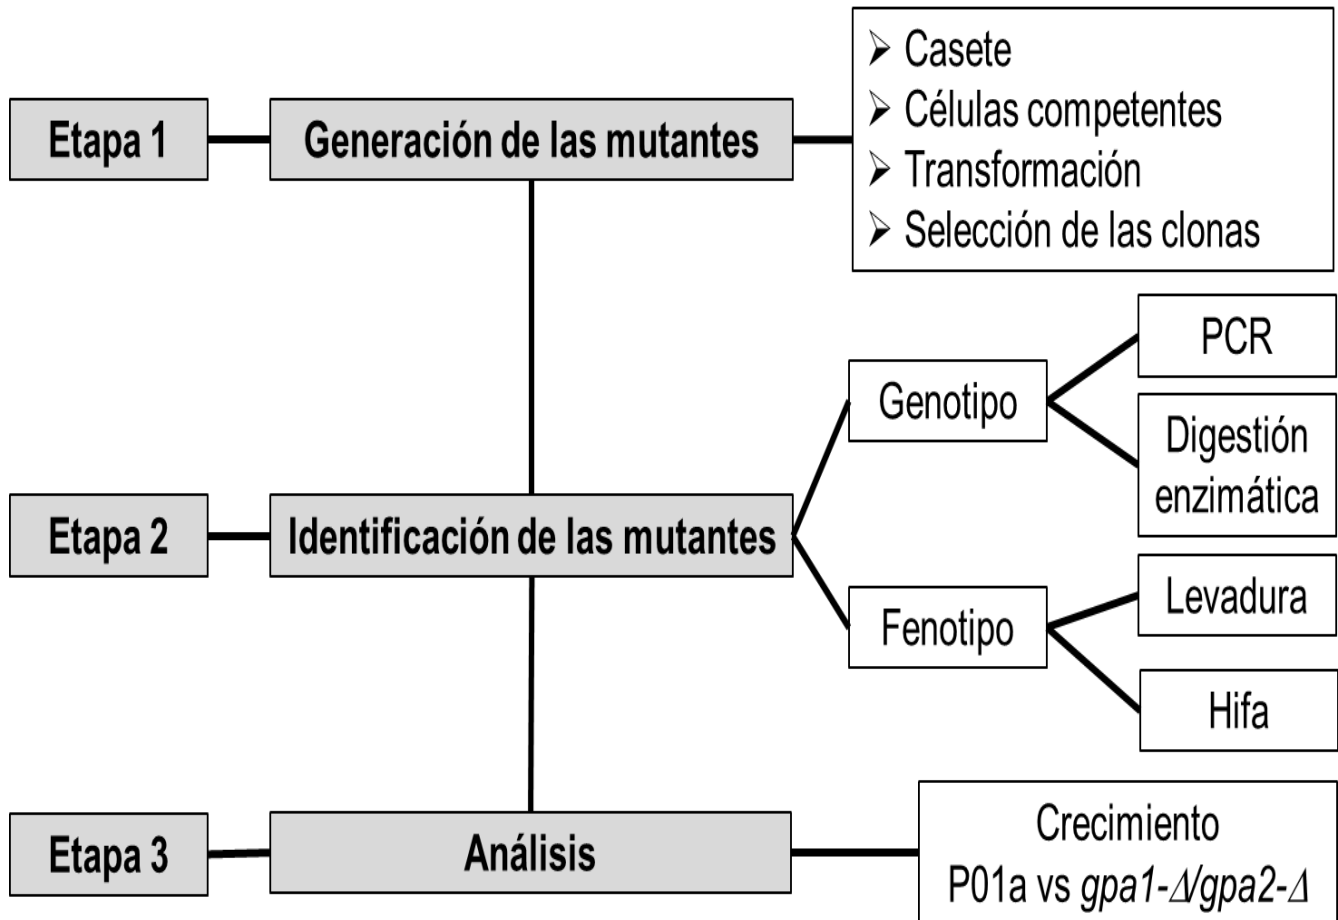 Etapa 1
Generación de las mutantes
➢ Casete
➢ Células competentes
➢ Transformación
➢ Selección de las clonas
Etapa 2
Identificación de las mutantes
Genotipo
PCR
Digestión
enzimática
Fenotipo
Levadura
Hifa
Etapa 3
Análisis
Crecimiento
P01a vs gpa1-Δ/gpa2-Δ